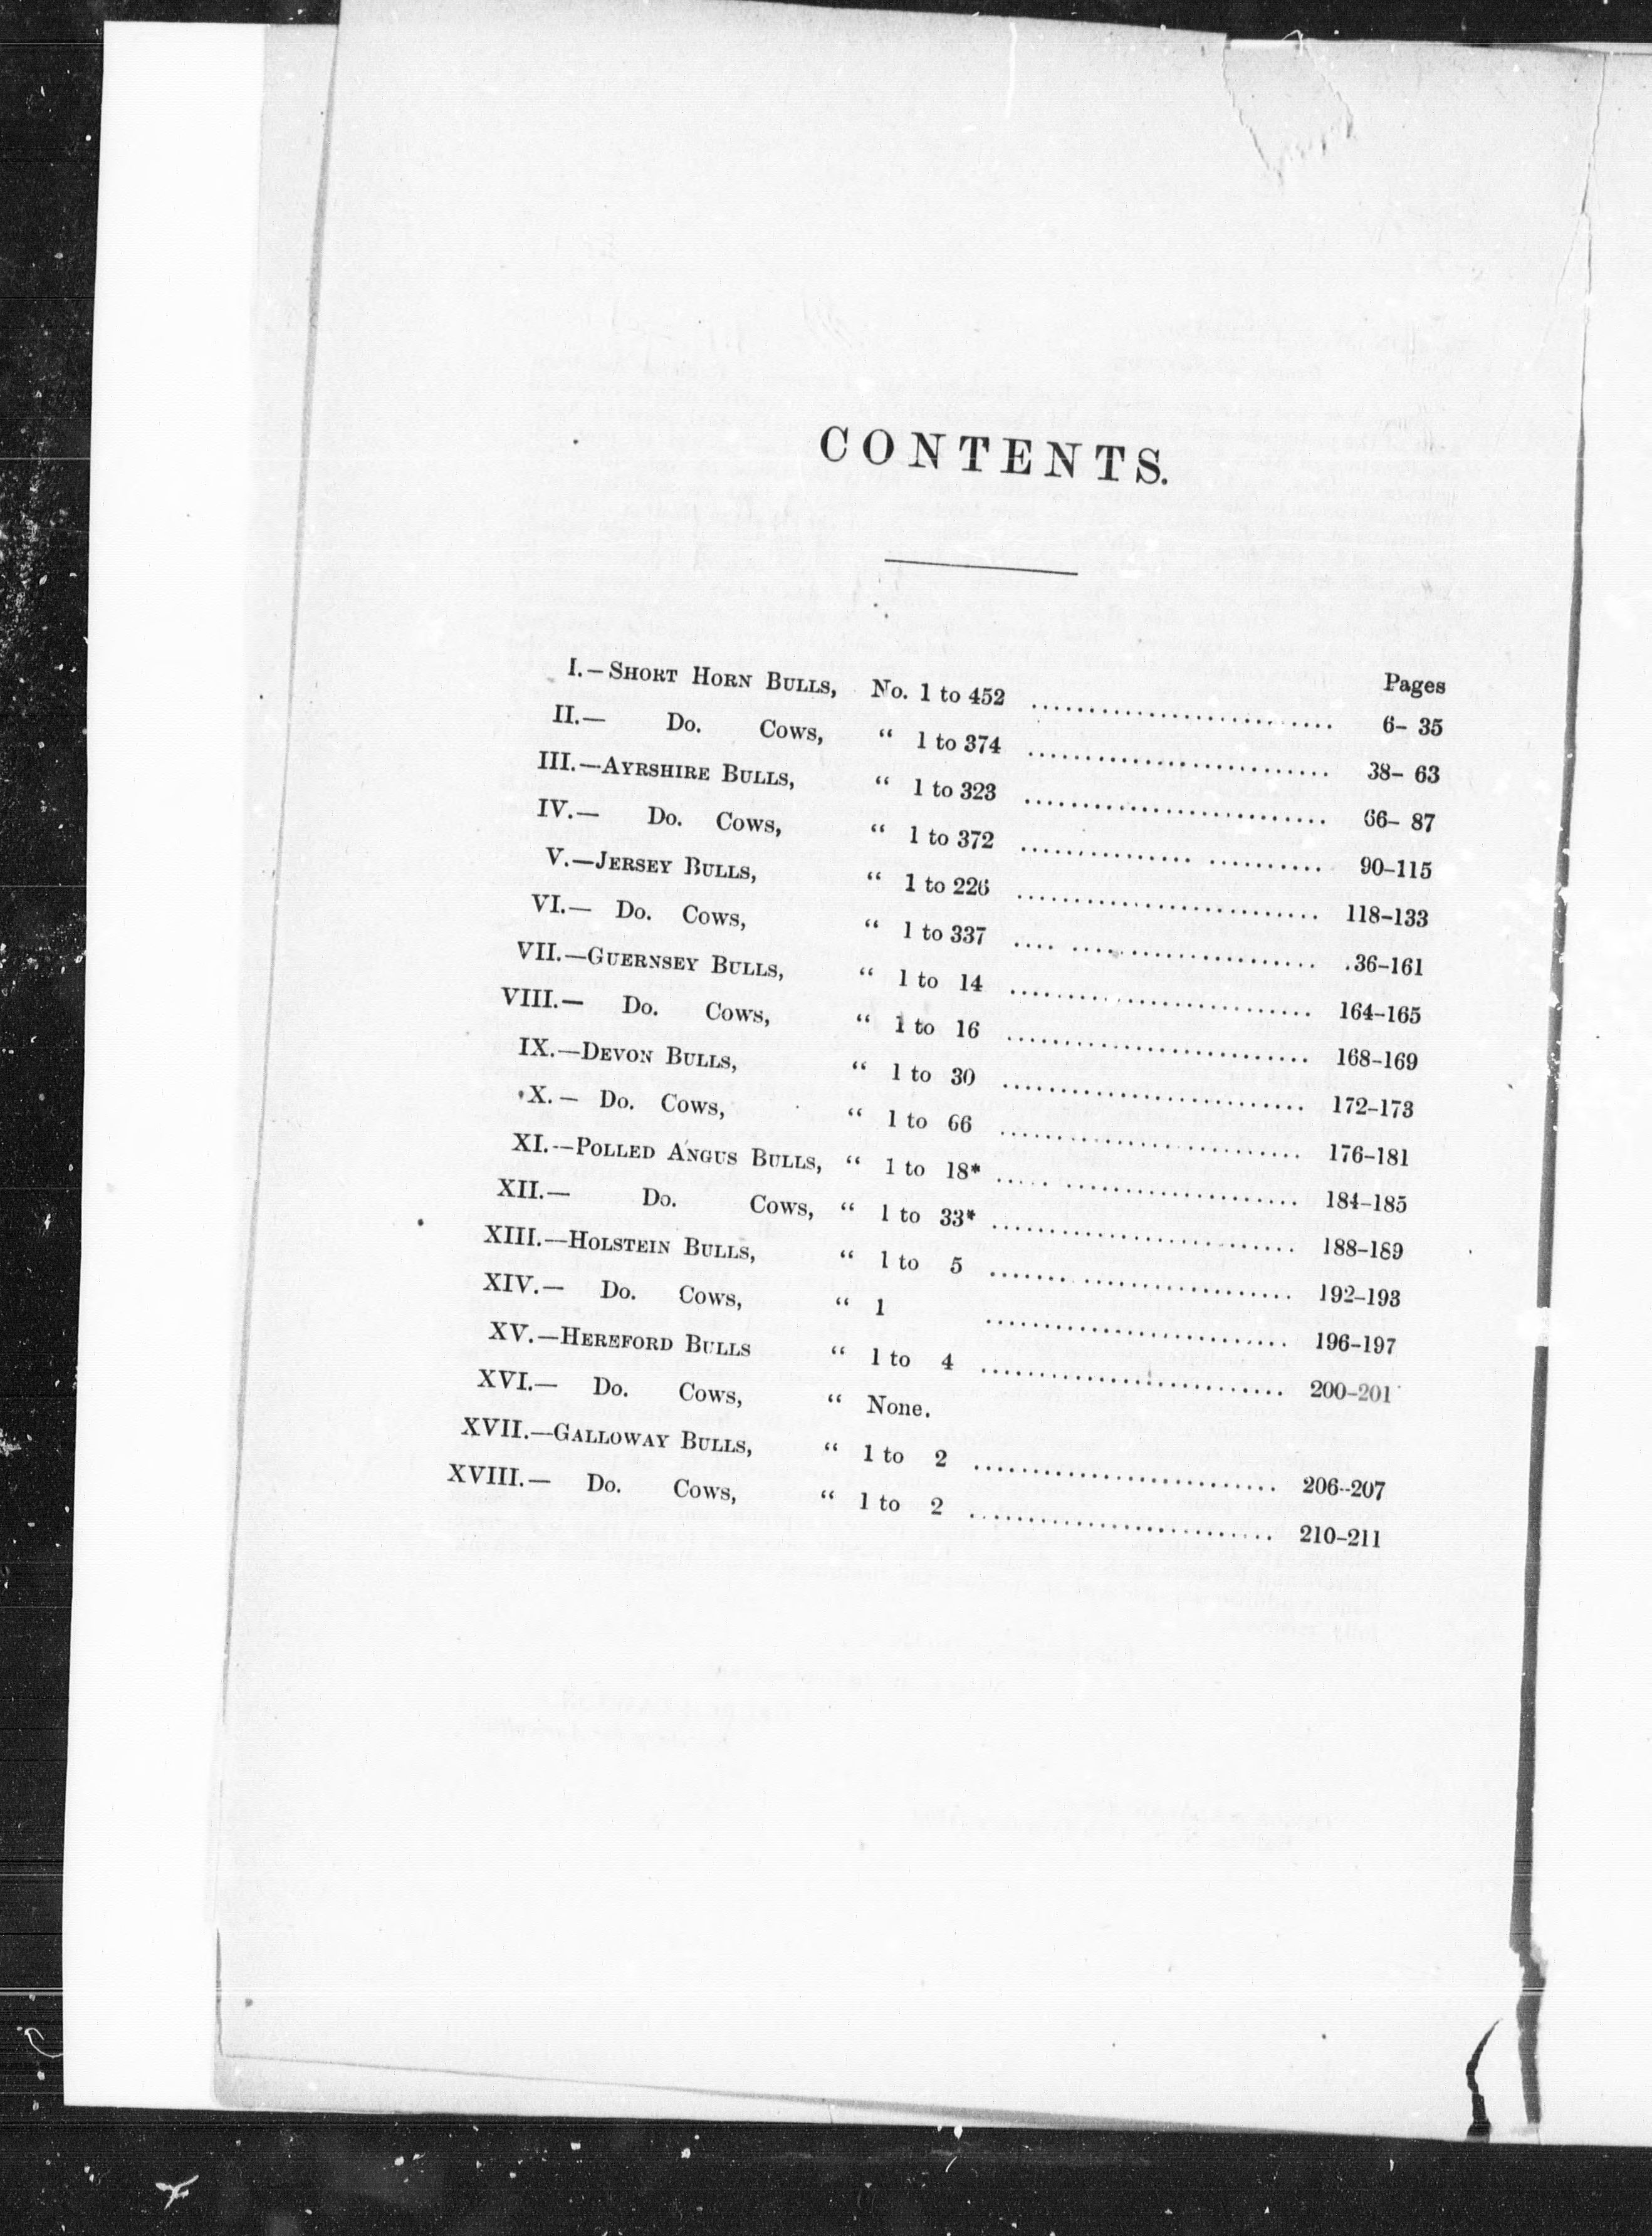 CONTENTS.
Pages
I.—SHORT HORN BULLS, No. 1 to 452 .......................... 6– 35
II.— Do. COWS, “ 1 to 374 .......................... 38– 63
III.—AYRSHIRE BULLS, “ 1 to 323 .......................... 66– 87
IV.— Do. COWS, “ 1 to 372 .......................... 90–115
V.—JERSEY BULLS, “ 1 to 226 .......................... 118–133
VI.— Do. COWS, “ 1 to 337 .......................... 36–161
VII.—GUERNSEY BULLS, “ 1 to 14 .......................... 164–165
VIII.— Do. COWS, “ 1 to 16 .......................... 168–169
IX.—DEVON BULLS, “ 1 to 30 .......................... 172–173
X.— Do. COWS, “ 1 to 66 .......................... 176–181
XI.—POLLED ANGUS BULLS, “ 1 to 18* .......................... 184–185
XII.— Do. COWS, “ 1 to 33* .......................... 188–189
XIII.—HOLSTEIN BULLS, “ 1 to 5 .......................... 192–193
XIV.— Do. COWS, “ 1 .......................... 196–197
XV.—HEREFORD BULLS “ 1 to 4 .......................... 200–201
XVI.— Do. COWS, “ None.
XVII.—GALLOWAY BULLS, “ 1 to 2 .......................... 206–207
XVIII.— Do. COWS, “ 1 to 2 .......................... 210–211